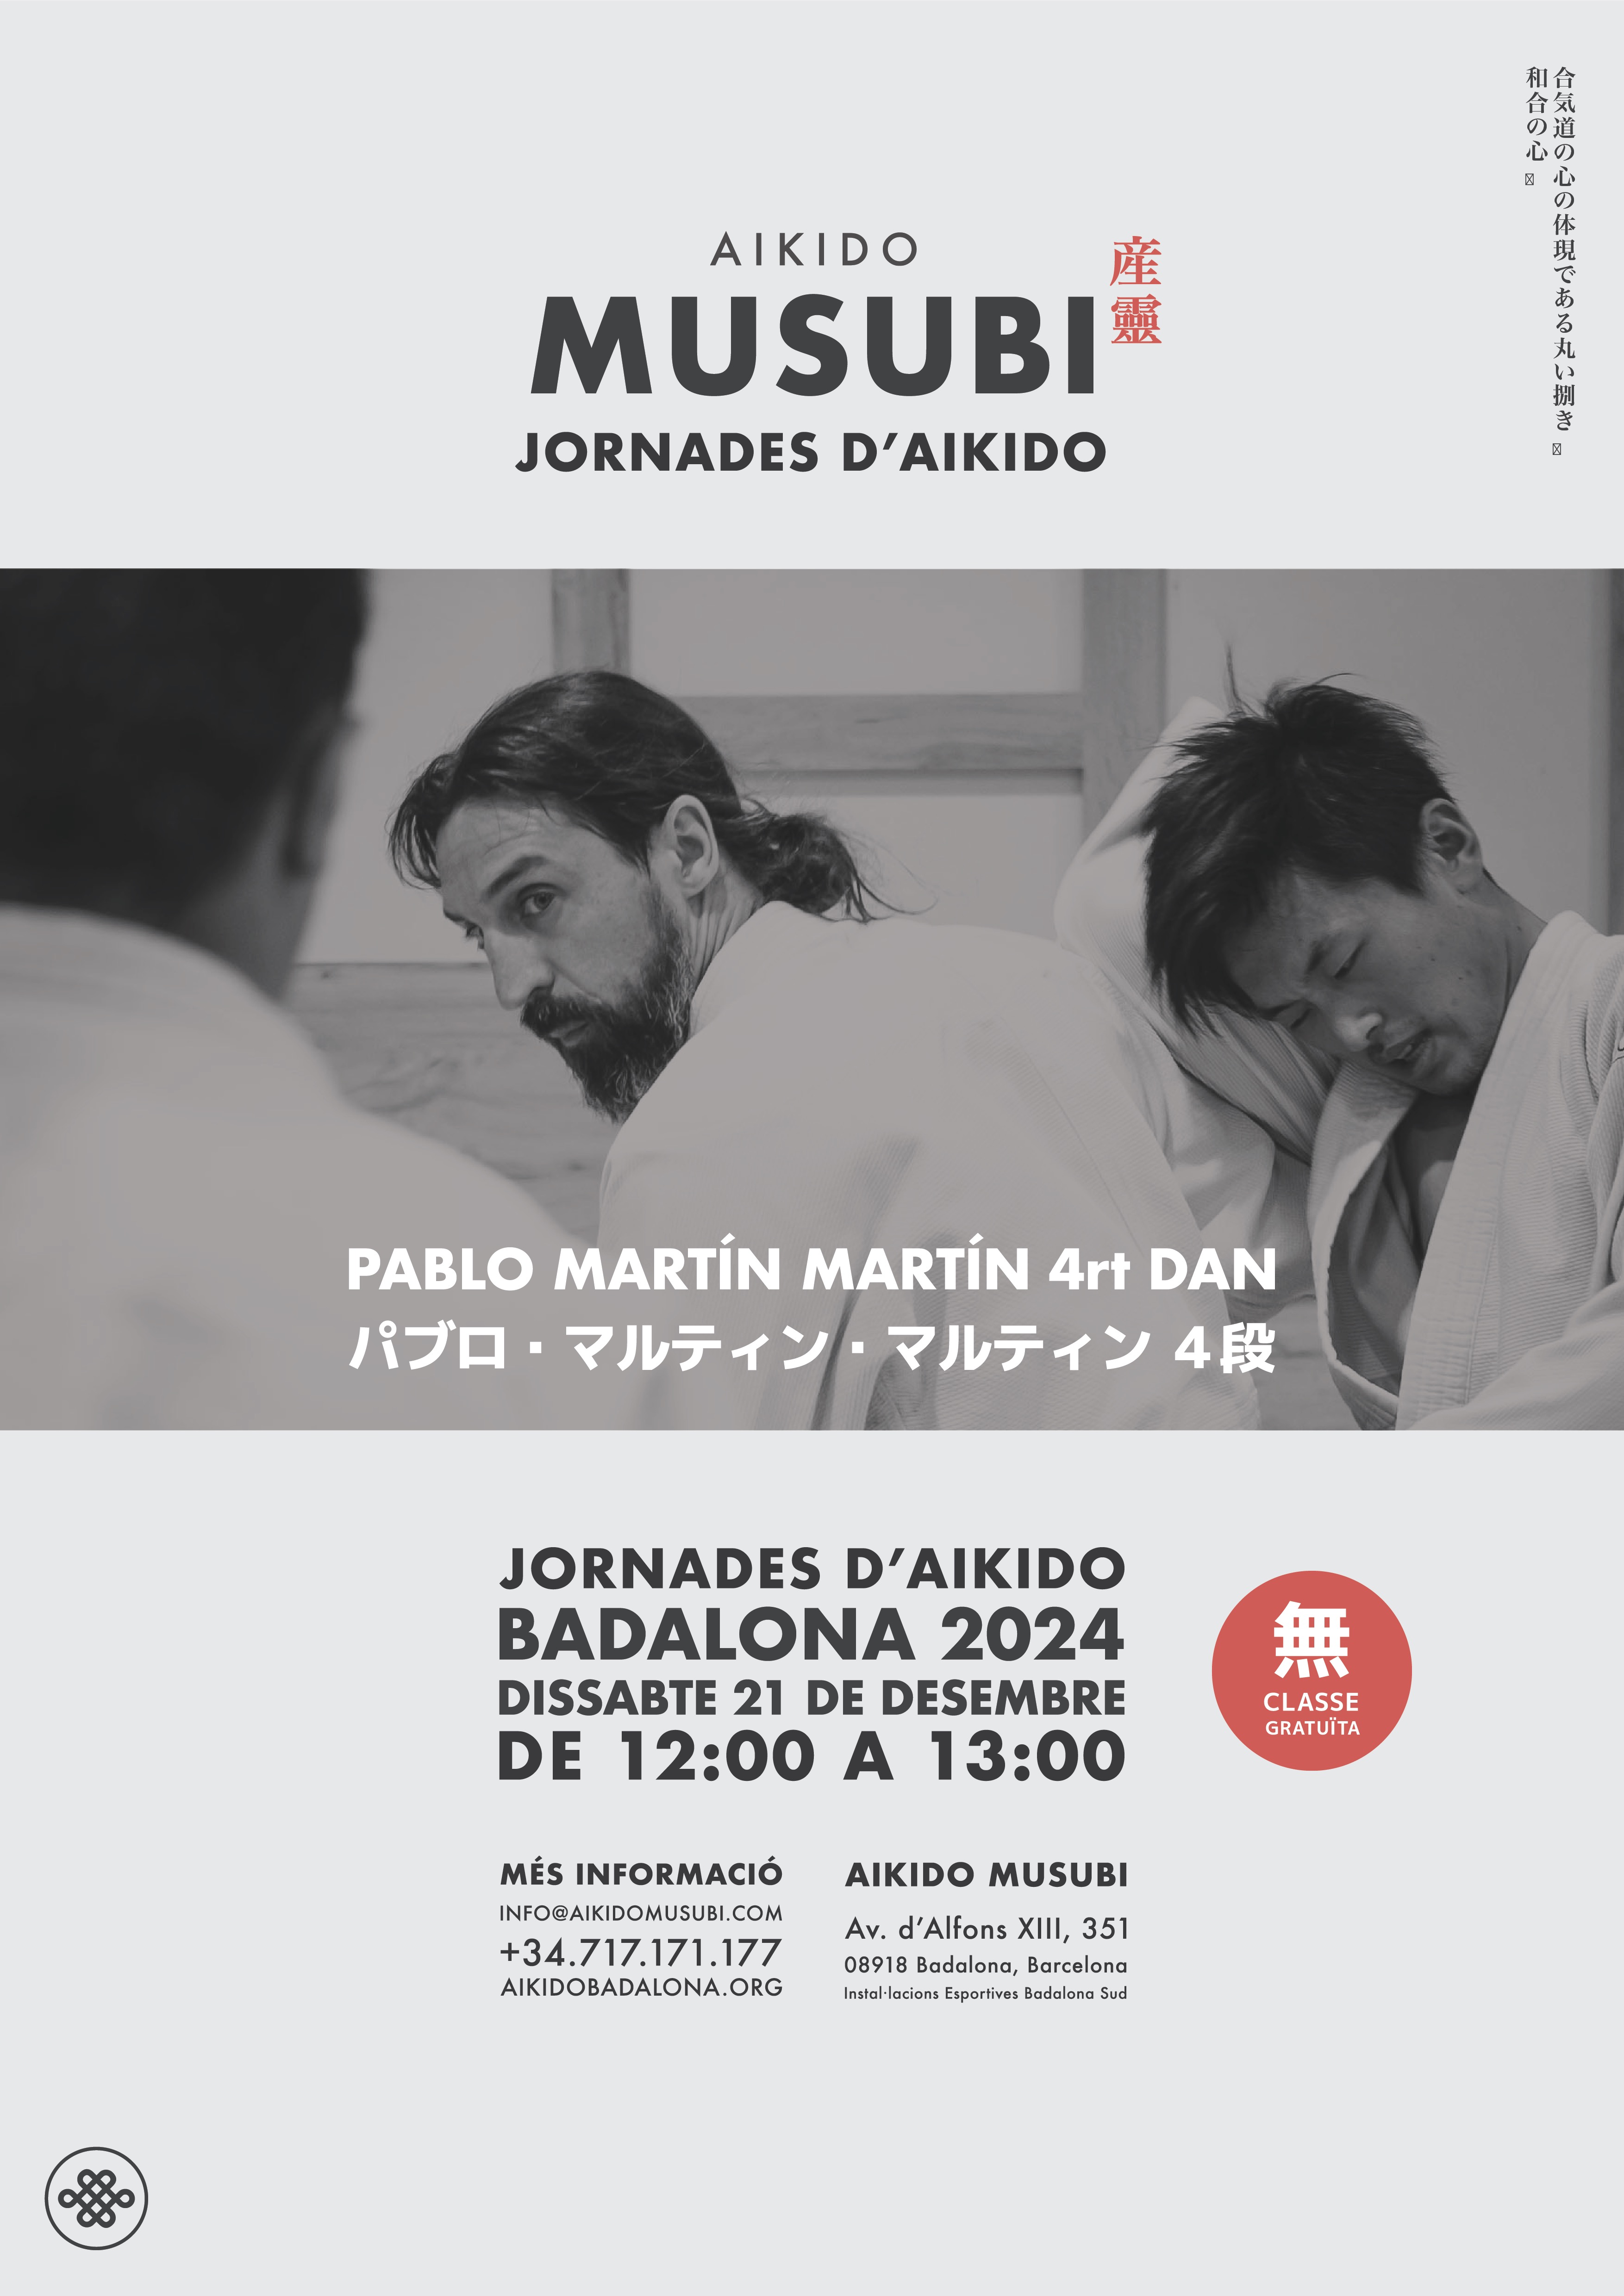 合気道の心の体現である丸い捌き
和合の心
AIKIDO
MUSUBI
産靈
JORNADES D’AIKIDO
PABLO MARTÍN MARTÍN 4rt DAN
パブロ・マルティン・マルティン 4段
JORNADES D’AIKIDO
BADALONA 2024
DISSABTE 21 DE DESEMBRE
DE 12:00 A 13:00
無
CLASSE
GRATUÏTA
MÉS INFORMACIÓ
INFO@AIKIDOMUSUBI.COM
+34.717.171.177
AIKIDOBADALONA.ORG
AIKIDO MUSUBI
Av. d’Alfons XIII, 351
08918 Badalona, Barcelona
Instal·lacions Esportives Badalona Sud